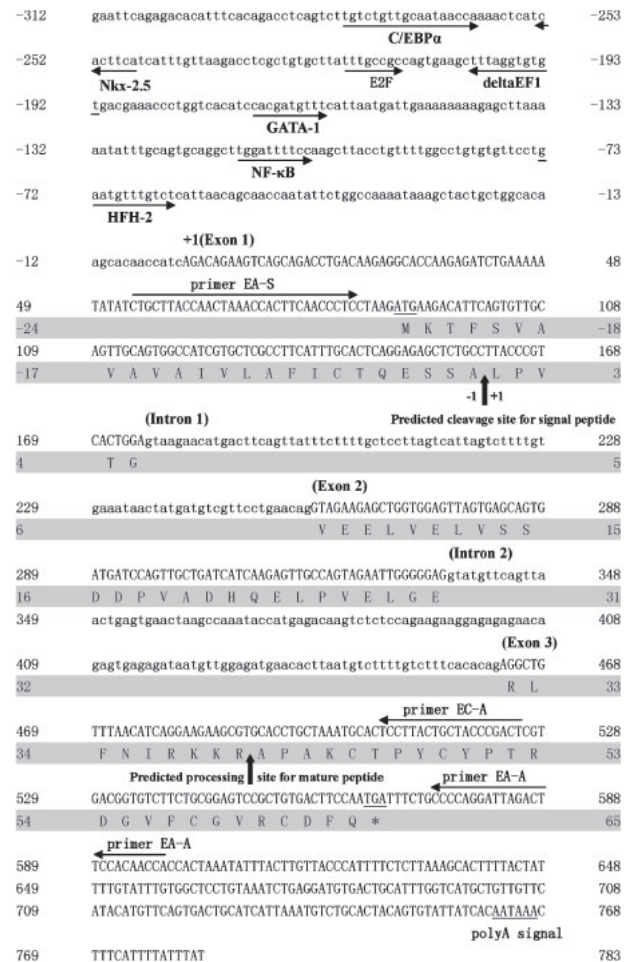 -312 gaattcagagacacatttcacagacctcagtcttgtctgttgcaataaccaaaactcatc -253
C/EBPα
-252 acttcatcatttgttaagacctcgctgtgcttatttgccgccagtgaagctttaggtgtg -193
Nkx-2.5 E2F deltaEF1
-192 tgacgaaaccctggtcacatccacgatgtttcattaatgattgaaaaaaaagagcttaaa -133
GATA-1
-132 aatatttgcagtgcaggcttggattttccaagcttacctgttttggcctgtgtgttcctg -73
NF-κB
-72 aatgtttgtctcattaacagcaaccaatattctggccaaaataaagctactgctggcaca -13
HFH-2
+1(Exon 1)
-12 agcacaaccatcAGACAGAAGTCAGCAGACCTGACAAGAGGCACCAAGAGATCTGAAAAA 48
primer EA-S
49 TATATCTGCTTACCAACTAAACCACTTCAACCCTCCTAAGATGAAGACATTCAGTGTTGC 108
-24 M K T F S V A -18
109 AGTTGCAGTGGCCATCGTGCTCGCCTTCATTTGCACTCAGGAGAGCTCTGCCTTACCCGT 168
-17 V A V A I V L A F I C T Q E S S A L P V 3
-1 +1
(Intron 1) Predicted cleavage site for signal peptide
169 CACTGGAgtaagaacatgacttcagttatttcttttgctccttagtcattagtcttttgt 228
4 T G 5
(Exon 2)
229 gaaataactatgatgtcgttcctgaacagGTAGAAGAGCTGGTGGAGTTAGTGAGCAGTG 288
6 V E E L V E L V S S 15
(Intron 2)
289 ATGATCCAGTTGCTGATCATCAAGAGTTGCCAGTAGAATTGGGGGAGgtatgttcagtta 348
16 D D P V A D H Q E L P V E L G E 31
349 actgagtgaactaagccaaataccatgagacaagtctctccagaagaaggagagagaaca 408
(Exon 3)
409 gagtgagagataatgttggagatgaacacttaatgtcttttgtctttcacacagAGGCTG 468
32 R L 33
primer EC-A
469 TTTAACATCAGGAAGAAGCGTGCACCTGCTAAATGCACTCCTTACTGCTACCCGACTCGT 528
34 F N I R K K R A P A K C T P Y C Y P T R 53
Predicted processing site for mature peptide primer EA-A
529 GACGGTGTCTTCTGCGGAGTCCGCTGTGACTTCCAATGATTTCTGCCCCAGGATTAGACT 588
54 D G V F C G V R C D F Q * 65
primer EA-A
589 TCCACAACCACCACTAAATATTTACTTGTTACCCATTTTCTCTTAAAGCACTTTTACTAT 648
649 TTTGTATTTGTGGCTCCTGTAAATCTGAGGATGTGACTGCATTTGGTCATGCTGTTGTTC 708
709 ATACATGTTCAGTGACTGCATCATTAAATGTCTGCACTACAGTGTATTATCACAATAAAC 768
polyA signal
769 TTTCATTTTATTTAT 783